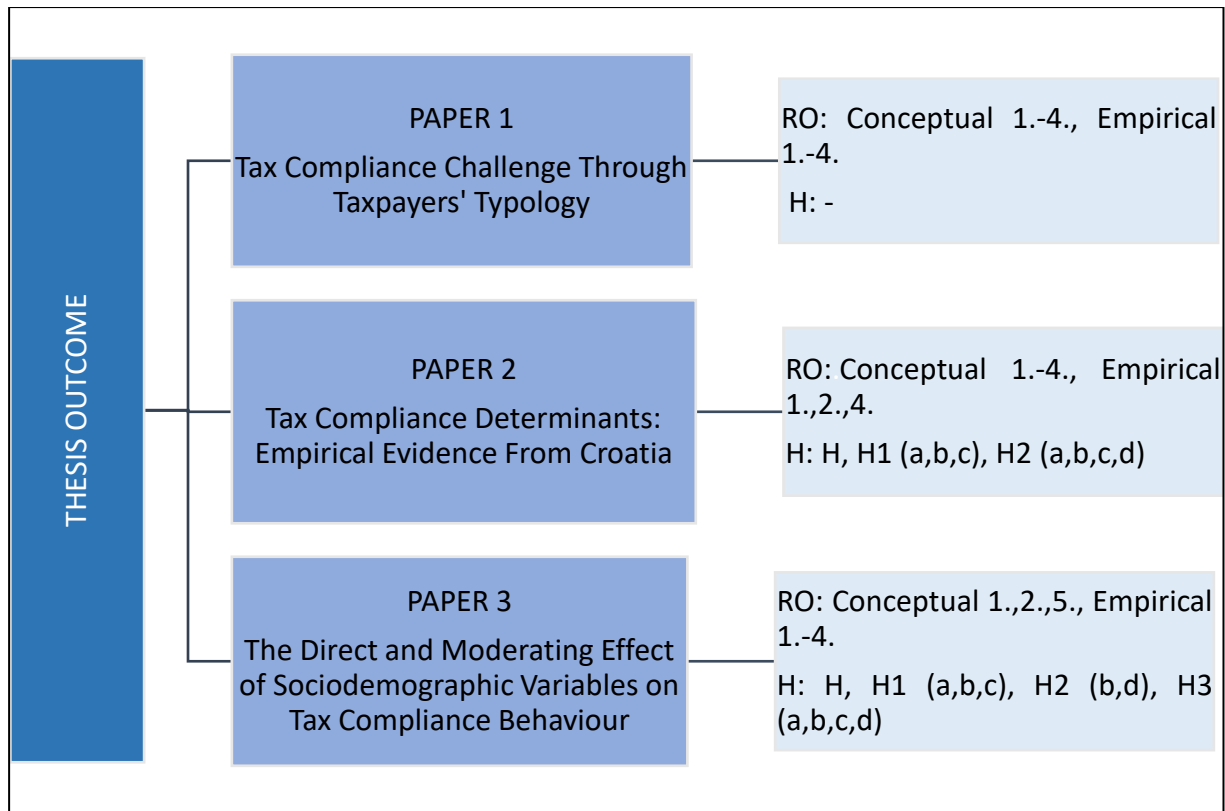 THESIS OUTCOME
PAPER 1
Tax Compliance Challenge Through
Taxpayers' Typology
RO: Conceptual 1.-4., Empirical
1.-4.
H: -
PAPER 2
Tax Compliance Determinants:
Empirical Evidence From Croatia
RO: Conceptual 1.-4., Empirical
1.,2.,4.
H: H, H1 (a,b,c), H2 (a,b,c,d)
PAPER 3
The Direct and Moderating Effect
of Sociodemographic Variables on
Tax Compliance Behaviour
RO: Conceptual 1.,2.,5., Empirical
1.-4.
H: H, H1 (a,b,c), H2 (b,d), H3
(a,b,c,d)